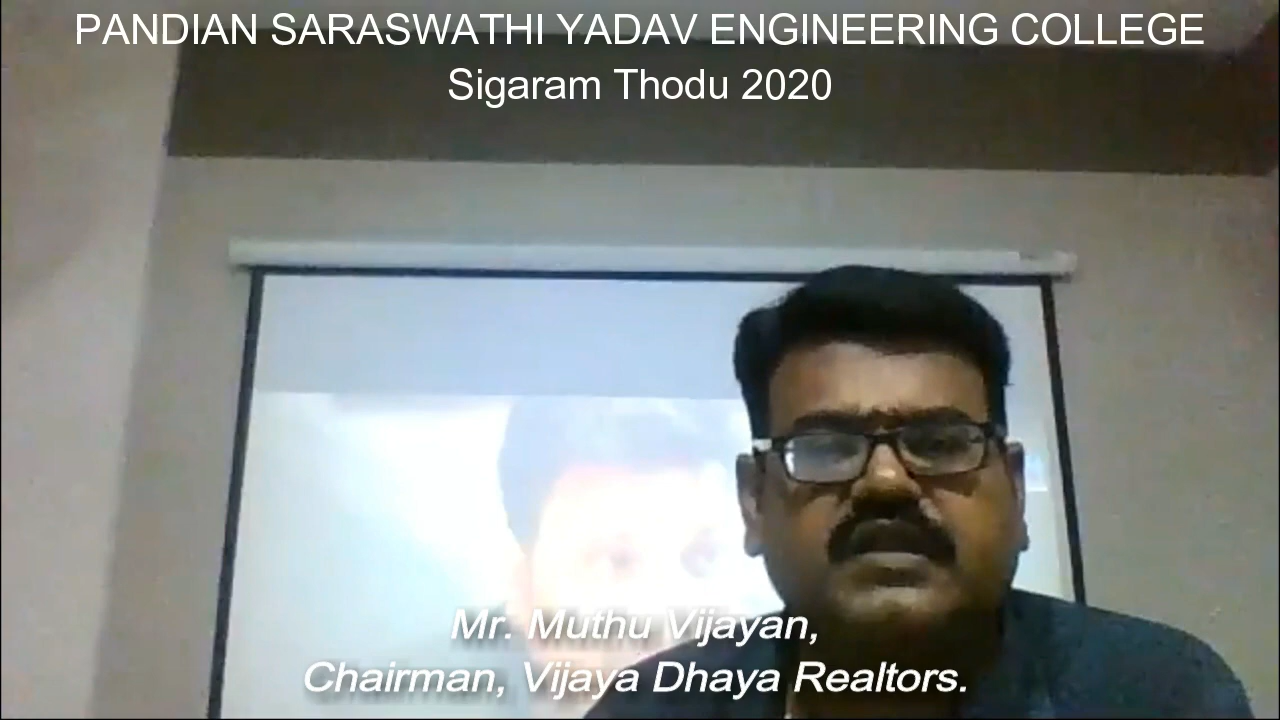 PANDIAN SARASWATHI YADAV ENGINEERING COLLEGE
Sigaram Thodu 2020
Mr. Muthu Vijayan,
Chairman, Vijaya Dhaya Realtors.